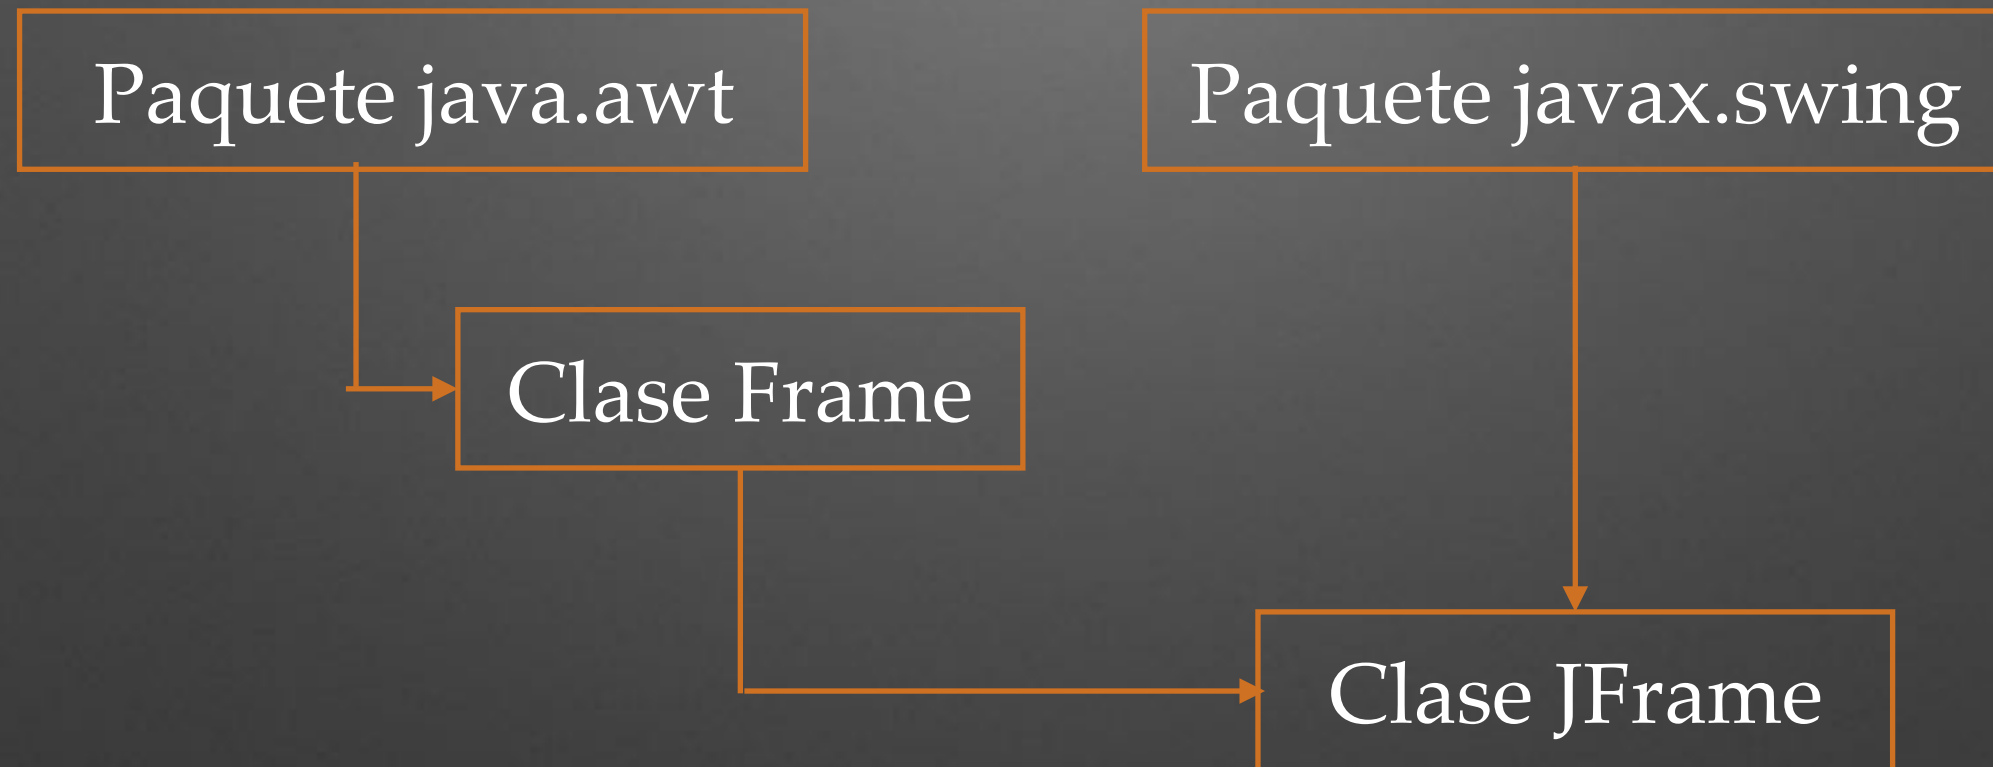 Paquete java.awt
Paquete javax.swing
Clase Frame
Clase JFrame